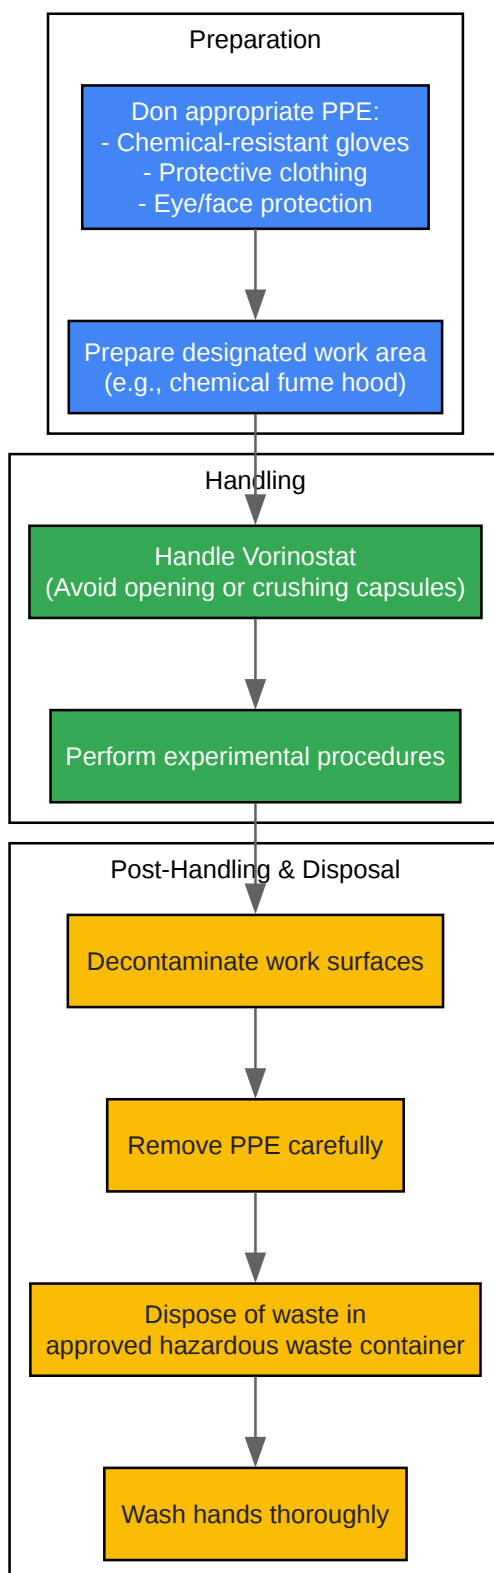 Preparation
Don appropriate PPE:
- Chemical-resistant gloves
- Protective clothing
- Eye/face protection
Prepare designated work area
(e.g., chemical fume hood)
Handling
Handle Vorinostat
(Avoid opening or crushing capsules)
Perform experimental procedures
Post-Handling & Disposal
Decontaminate work surfaces
Remove PPE carefully
Dispose of waste in
approved hazardous waste container
Wash hands thoroughly